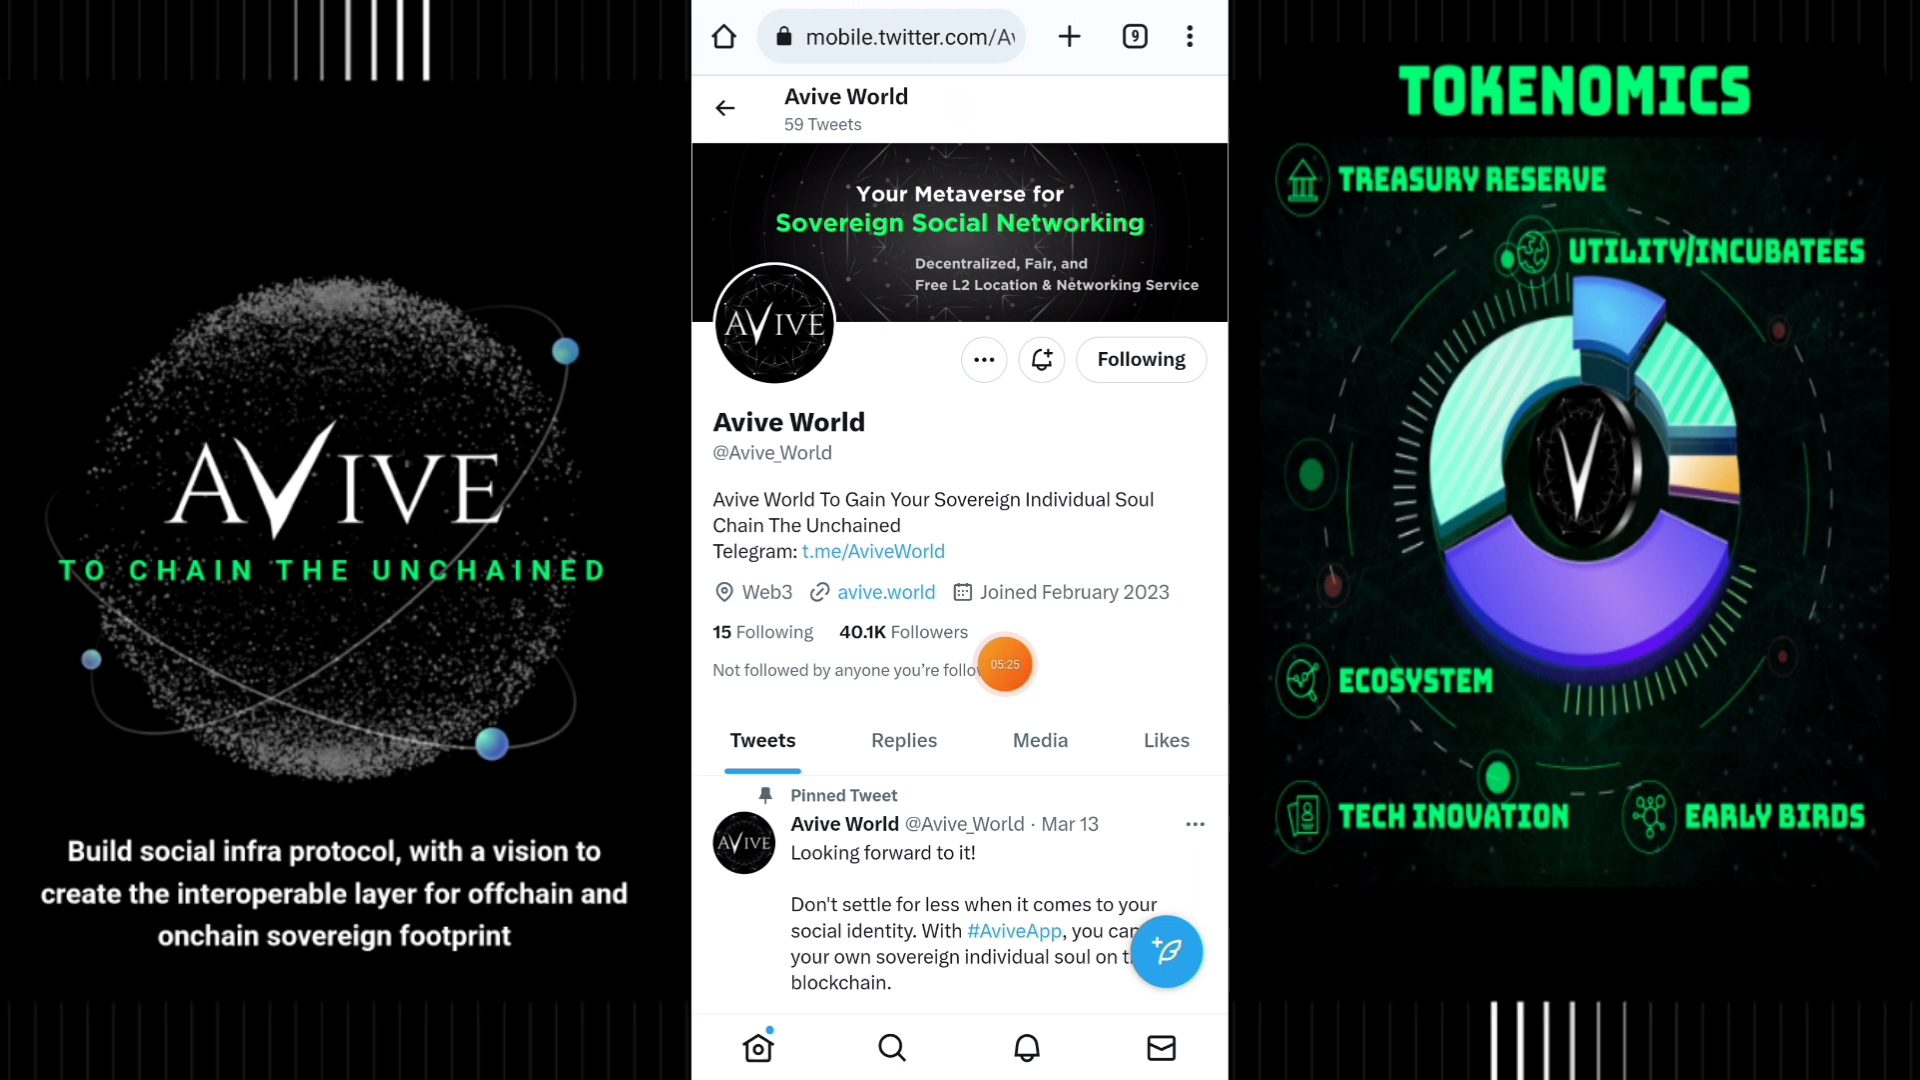 AVIVE
TO CHAIN THE UNCHAINED
Build social infra protocol, with a vision to
create the interoperable layer for offchain and
onchain sovereign footprint
9
mobile.twitter.com/Av
Avive World
59 Tweets
Your Metaverse for
Sovereign Social Networking
Decentralized, Fair, and
Free L2 Location & Networking Service
AVIVE
Following
Avive World
@Avive_World
Avive World To Gain Your Sovereign Individual Soul
Chain The Unchained
Telegram: t.me/AviveWorld
Web3 avive.world Joined February 2023
15 Following 40.1K Followers
Not followed by anyone you’re follo
05:25
Tweets Replies Media Likes
Pinned Tweet
AVIVE
Avive World @Avive_World · Mar 13
Looking forward to it!
Don't settle for less when it comes to your
social identity. With #AviveApp, you can
your own sovereign individual soul on t
blockchain.
TOKENOMICS
TREASURY RESERVE
UTILITY/INCUBATEES
V
ECOSYSTEM
TECH INOVATION
EARLY BIRDS